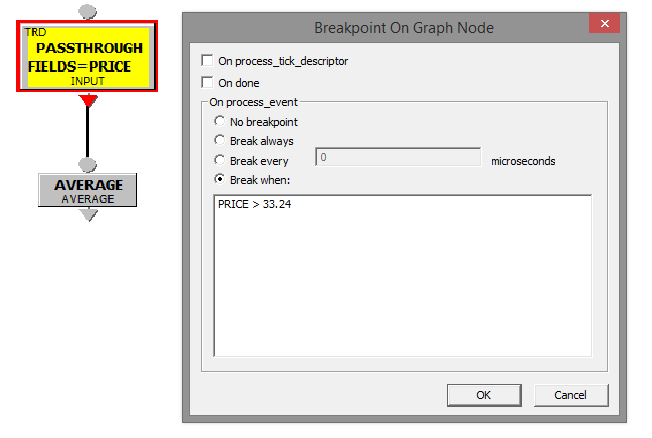 TRD
PASSTHROUGH
FIELDS=PRICE
INPUT
AVERAGE
AVERAGE
Breakpoint On Graph Node
On process_tick_descriptor
On done
On process_event
No breakpoint
Break always
Break every 0 microseconds
Break when:
PRICE > 33.24
OK Cancel